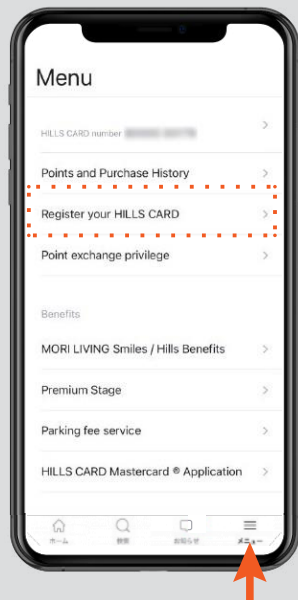 Menu
HILLS CARD number
Points and Purchase History
Register your HILLS CARD
Point exchange privilege
Benefits
MORI LIVING Smiles / Hills Benefits
Premium Stage
Parking fee service
HILLS CARD Mastercard ® Application
ホーム
検索
お知らせ
メニュー